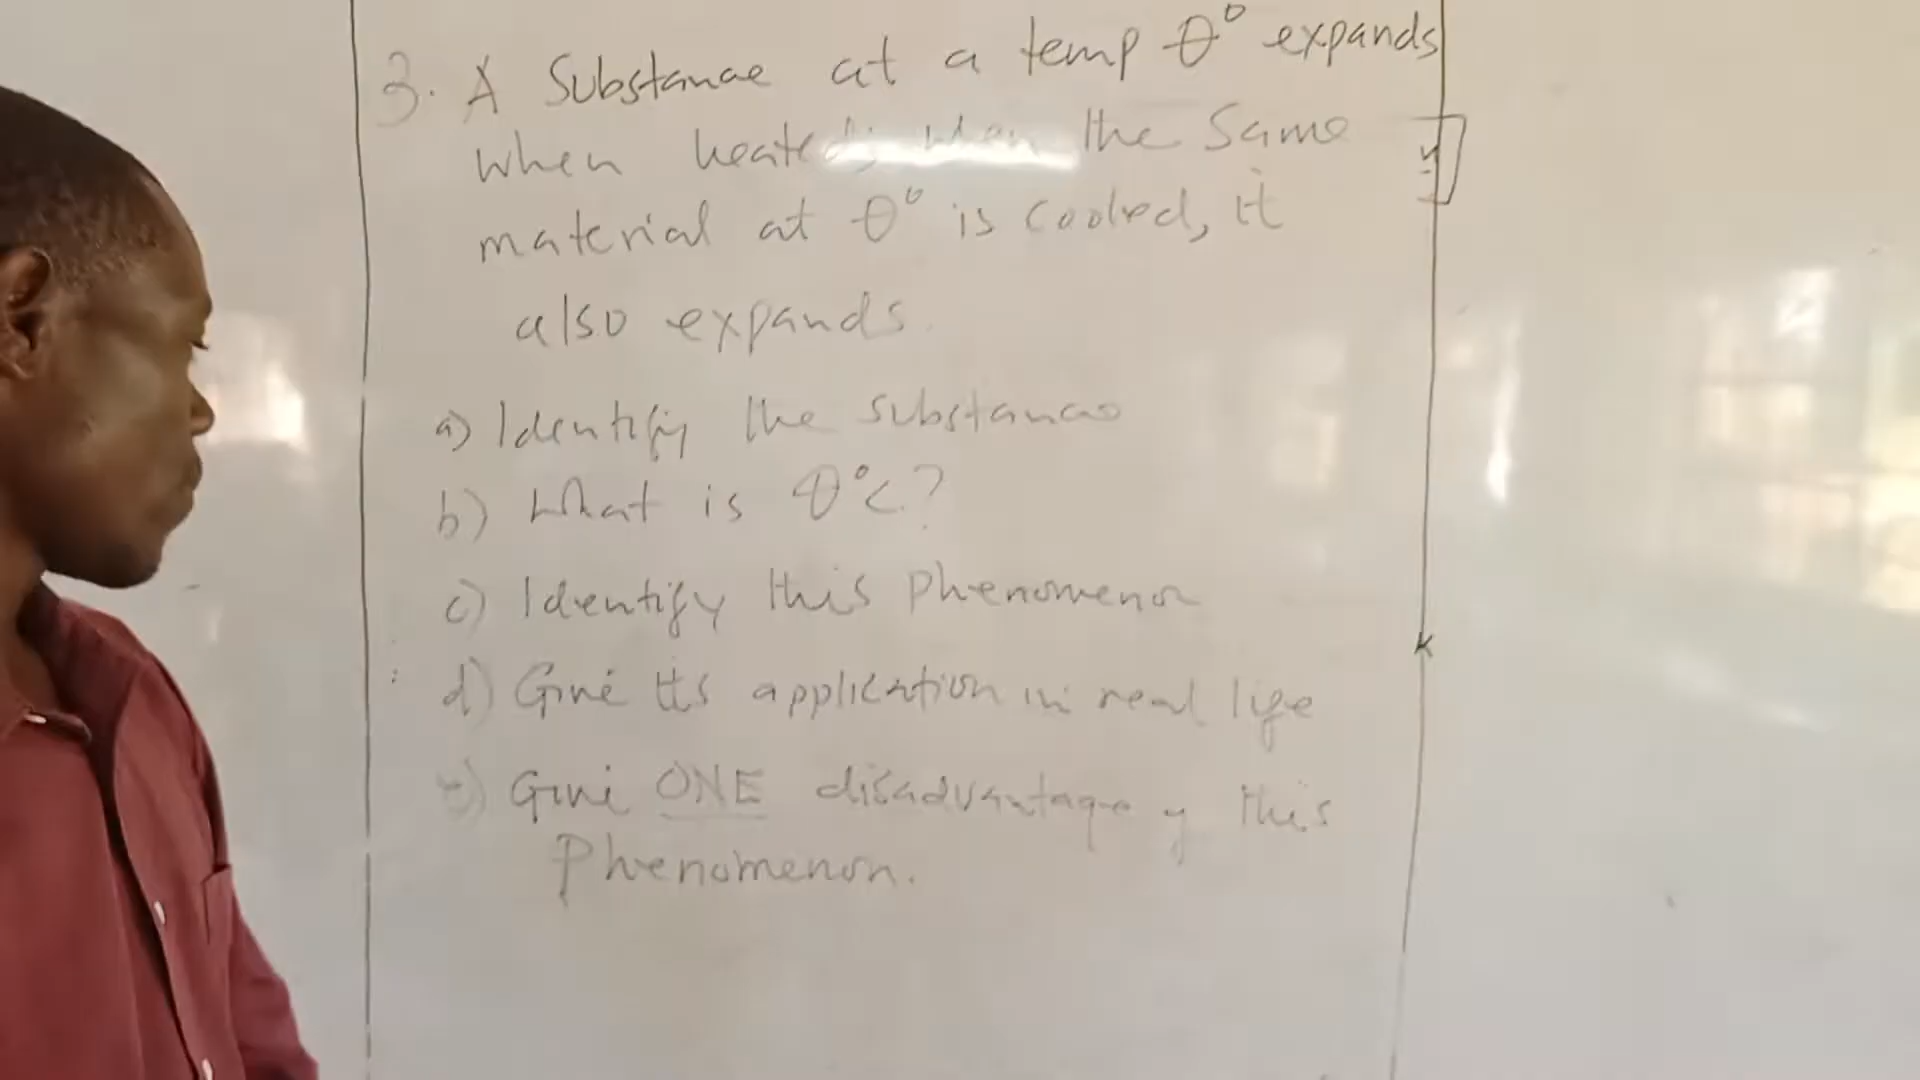 3. A Substance at a temp θ° expands
when heated, when the same
material at θ° is cooled, it
also expands.
a) Identify the substance
b) What is θ°c?
c) Identify this phenomenon
d) Give its application in real life
e) Give ONE disadvantage of this
Phenomenon.